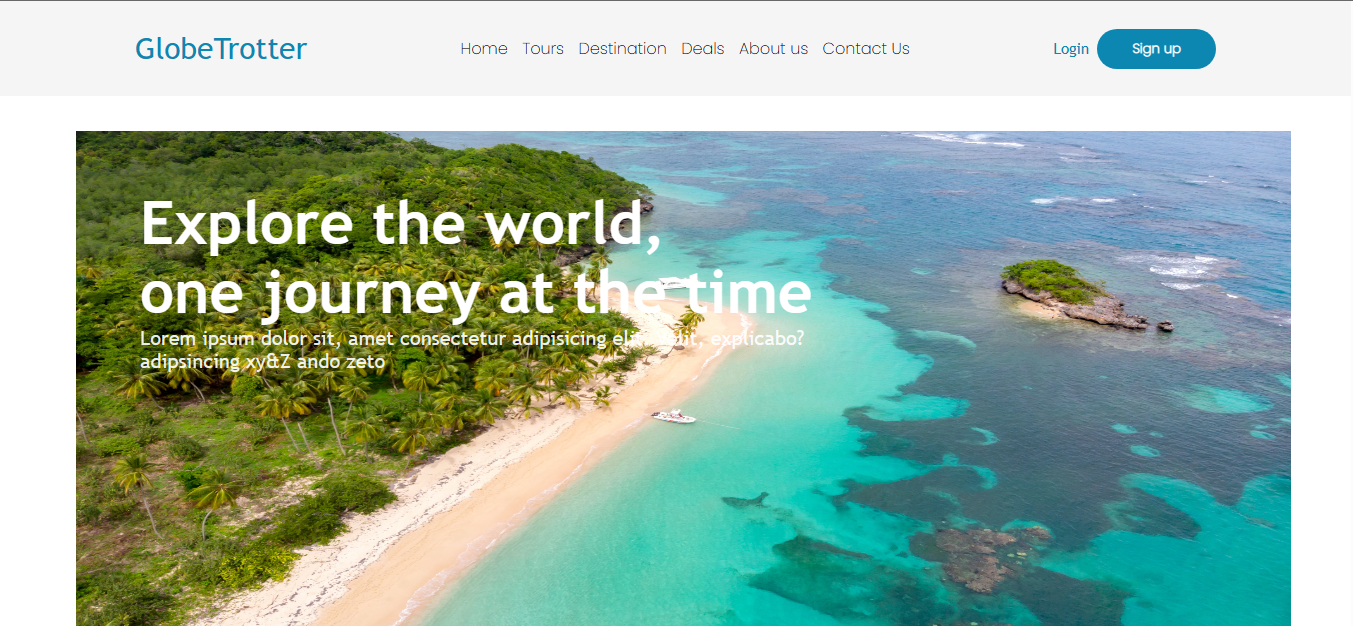 GlobeTrotter
Home Tours Destination Deals About us Contact Us
Login Sign up
Explore the world,
one journey at the time
Lorem ipsum dolor sit, amet consectetur adipisicing elit. Velit, explicabo?
adipsincing xy&Z ando zeto